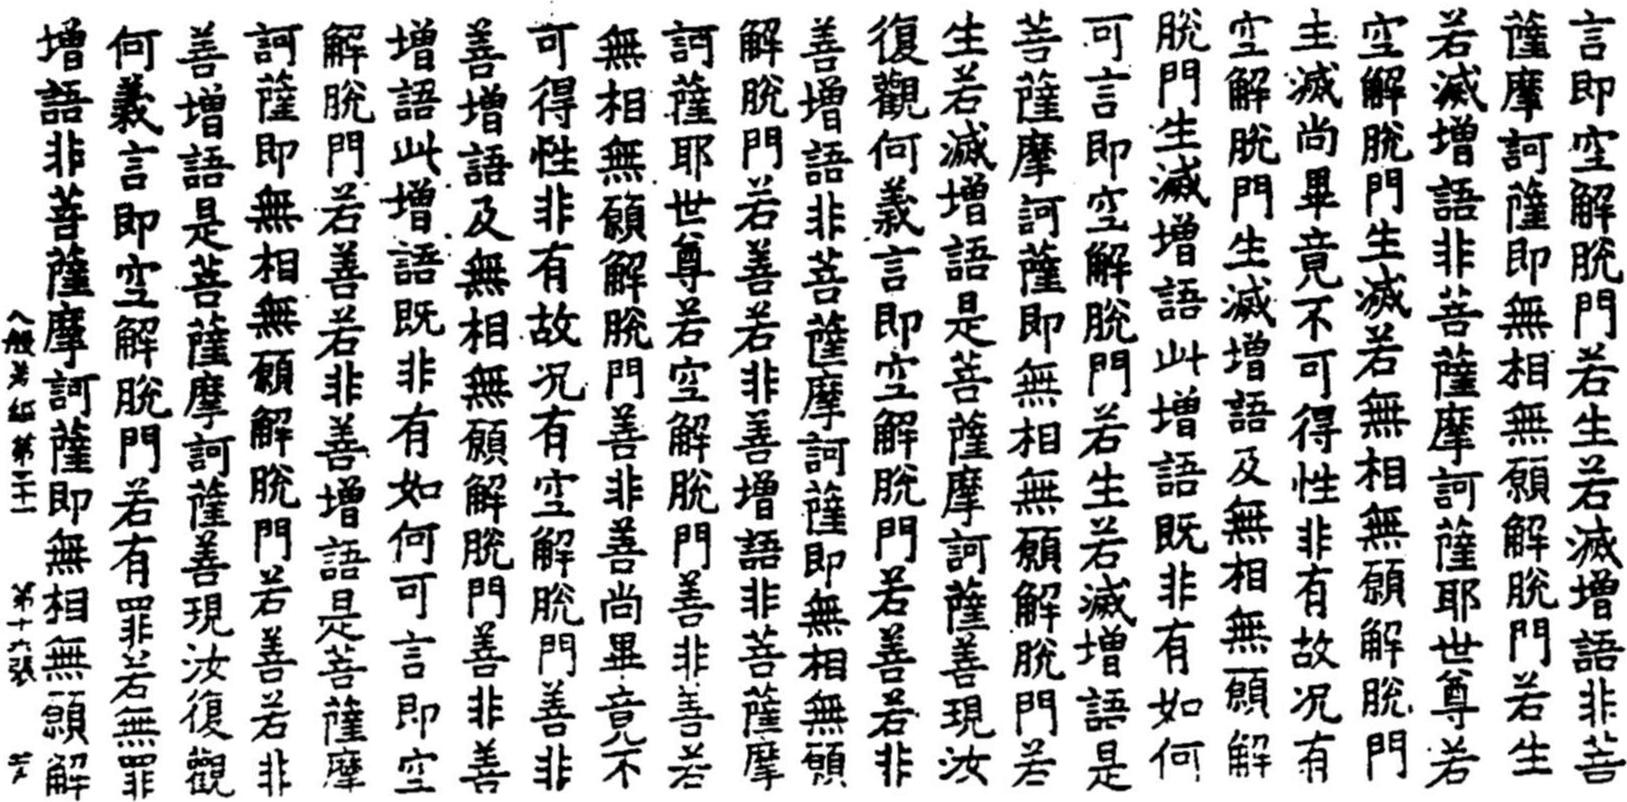 言即空解脫門若生若滅增語非菩
薩摩訶薩即無相無願解脫門若生
若滅增語非菩薩摩訶薩耶世尊若
空解脫門生滅若無相無願解脫門
生滅尚畢竟不可得性非有故况有
空解脫門生滅增語及無相無願解
脫門生滅增語此增語既非有如何
可言即空解脫門若生若滅增語是
菩薩摩訶薩即無相無願解脫門若
生若滅增語是菩薩摩訶薩善現汝
復觀何義言即空解脫門若善若非
善增語非菩薩摩訶薩即無相無願
解脫門若善若非善增語非菩薩摩
訶薩耶世尊若空解脫門善非善若
無相無願解脫門善非善尚畢竟不
可得性非有故况有空解脫門善非
善增語及無相無願解脫門善非善
增語此增語既非有如何可言即空
解脫門若善若非善增語是菩薩摩
訶薩即無相無願解脫門若善若非
善增語是菩薩摩訶薩善現汝復觀
何義言即空解脫門若有罪若無罪
增語非菩薩摩訶薩即無相無願解
般若經第 第十六張